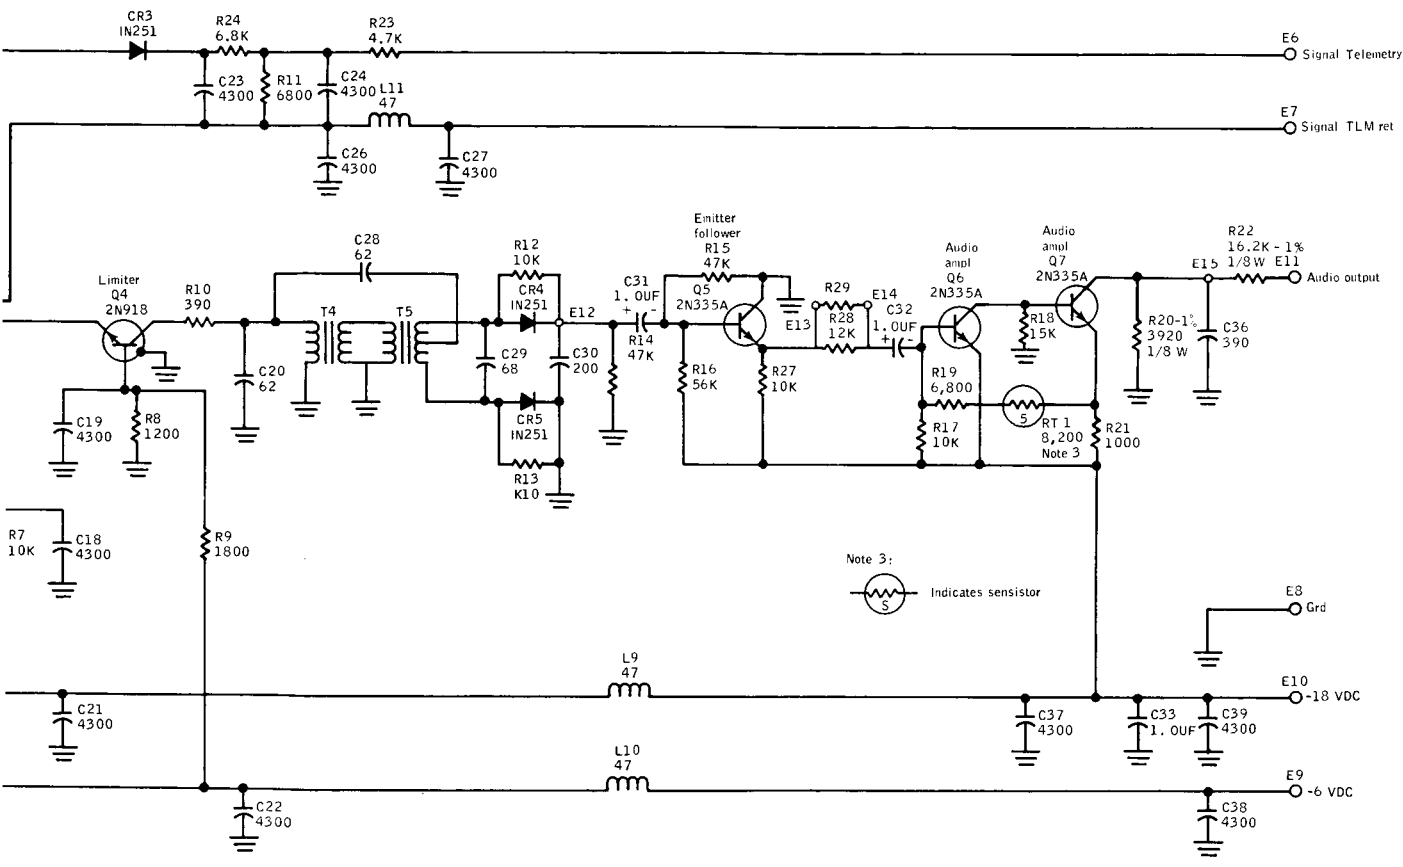 CR3
IN251
R24
6.8K
R23
4.7K
E6
Signal Telemetry
C23
4300
R11
6800
C24
4300
L11
47
E7
Signal TLM ret
C26
4300
C27
4300
Emitter
follower
R15
47K
Audio
ampl
Q7
2N335A
R22
16.2K - 1%
1/8 W
E11
Audio output
E15
C28
62
R12
10K
Audio
ampl
Q6
2N335A
Limiter
Q4
2N918
R10
390
C31
1.0UF
+ -
Q5
2N335A
R29
E14
CR4
IN251
E12
T4
T5
E13
R28
12K
C32
1.0UF
+ -
R18
15K
R20-1%
3920
1/8 W
C36
390
R14
47K
C29
68
C30
200
C20
62
R16
56K
R27
10K
R19
6,800
S
C19
4300
R8
1200
CR5
IN251
R17
10K
RT 1
8,200
Note 3
R21
1000
R13
K10
R7
10K
C18
4300
R9
1800
Note 3:
S
Indicates sensistor
E8
Grd
L9
47
E10
-18 VDC
C21
4300
C37
4300
C33
1.0UF
C39
4300
L10
47
E9
-6 VDC
C22
4300
C38
4300